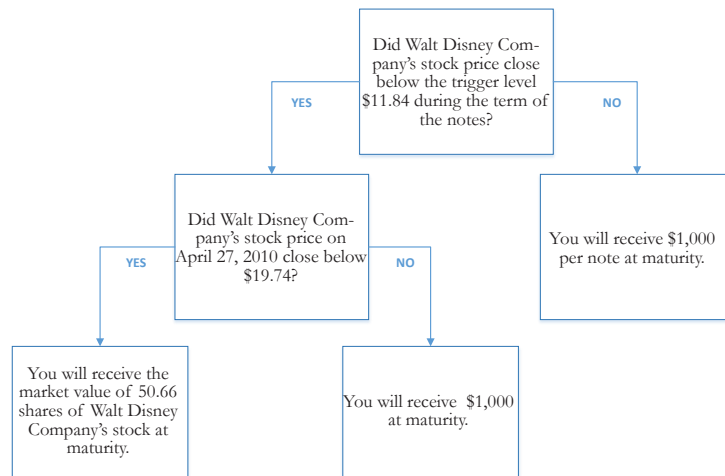 Did Walt Disney Com-
pany's stock price close
below the trigger level
$11.84 during the term of
the notes?
YES
NO
Did Walt Disney Com-
pany's stock price on
April 27, 2010 close below
$19.74?
You will receive $1,000
per note at maturity.
YES
NO
You will receive the
market value of 50.66
shares of Walt Disney
Company's stock at
maturity.
You will receive  $1,000
at maturity.